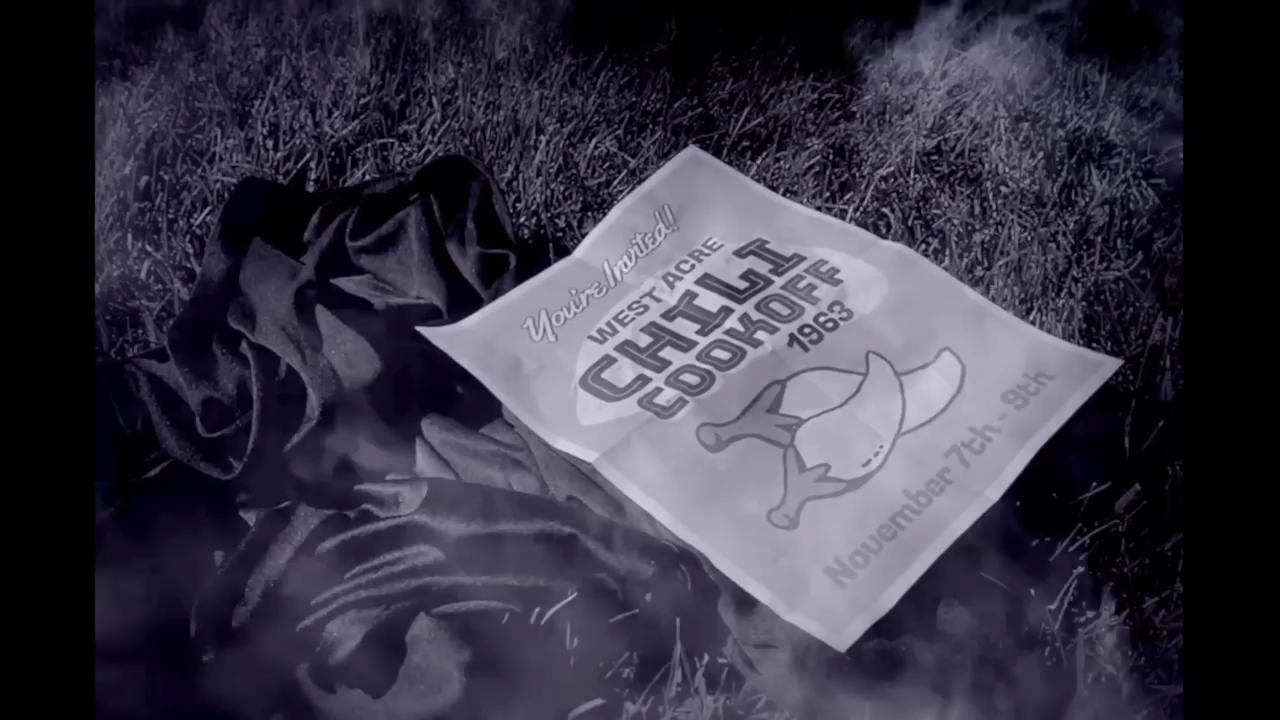 You're Invited!
WEST ACRE
CHILI
COOKOFF
1963
November 7th - 9th